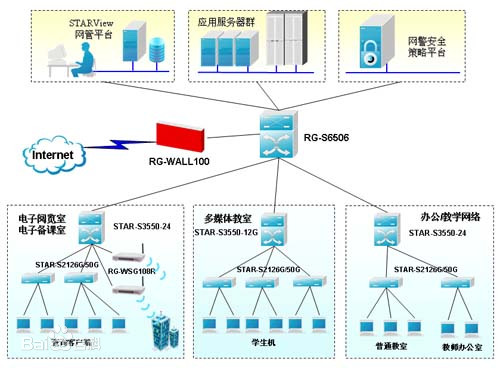 STARView
网管平台
应用服务器群
网警安全
策略平台
RG-S6506
Internet
RG-WALL100
电子阅览室
电子备课室
STAR-S3550-24
STAR-S2126G/50G
RG-WSG108R
多媒体教室
STAR-S3550-12G
STAR-S2126G/50G
学生机
办公/教学网络
STAR-S3550-24
STAR-S2126G/50G
普通教室
教师办公室
Bai
百科